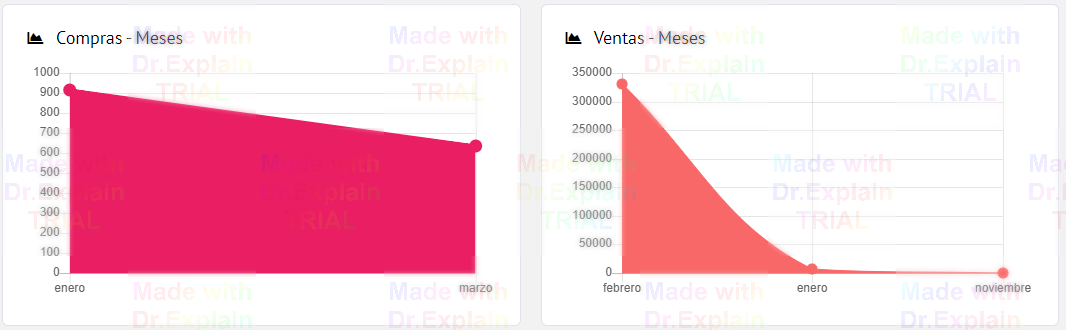 Compras - Meses
1000
900
800
700
600
500
400
300
200
100
0
enero
marzo
Ventas - Meses
350000
300000
250000
200000
150000
100000
50000
0
febrero
enero
noviembre
Made with
Dr.Explain
TRIAL
Made with
Dr.Explain
TRIAL
Made with
Dr.Explain
TRIAL
Made with
Dr.Explain
TRIAL
Made with
Dr.Explain
TRIAL
Made with
Dr.Explain
TRIAL
Made with
Dr.Explain
TRIAL
Made with
Dr.Explain
TRIAL
Made with
Dr.Explain
Made with
Dr.Explain
Made with
Dr.Explain
Made with
Dr.Explain